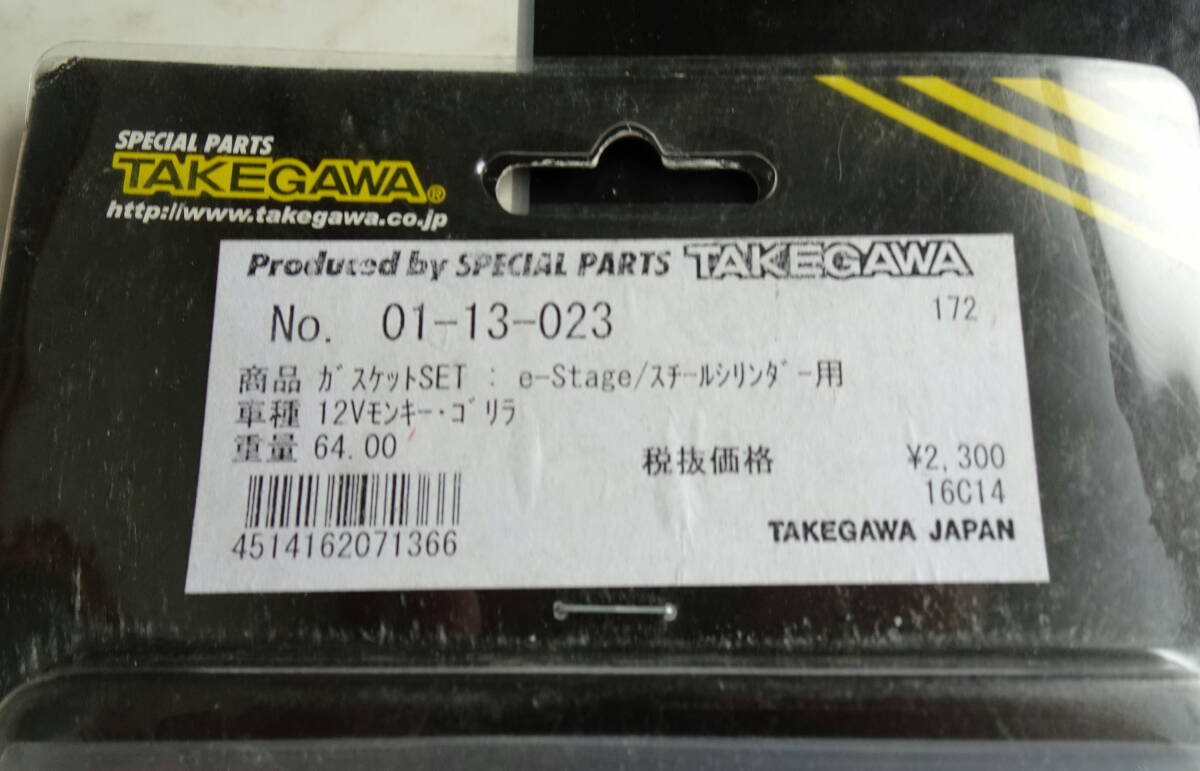 SPECIAL PARTS
TAKEGAWA®
http://www.takegawa.co.jp
Produced by SPECIAL PARTS TAKEGAWA
No. 01-13-023
172
商品 ガスケットSET : e-Stage/スチールシリンダー用
車種 12Vモンキー・ゴリラ
重量 64.00
税抜価格 ¥2,300
16C14
4514162071366
TAKEGAWA JAPAN